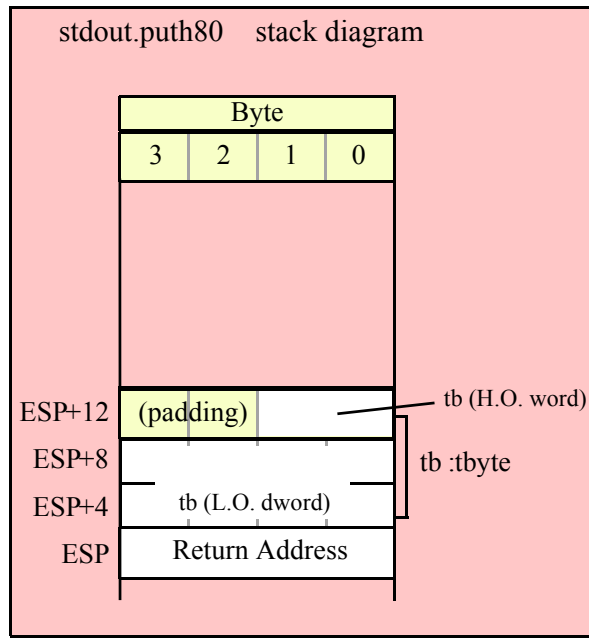 stdout.puth80 stack diagram
Byte
3 2 1 0
ESP+12 (padding) tb (H.O. word)
ESP+8 tb :tbyte
ESP+4 tb (L.O. dword)
ESP Return Address